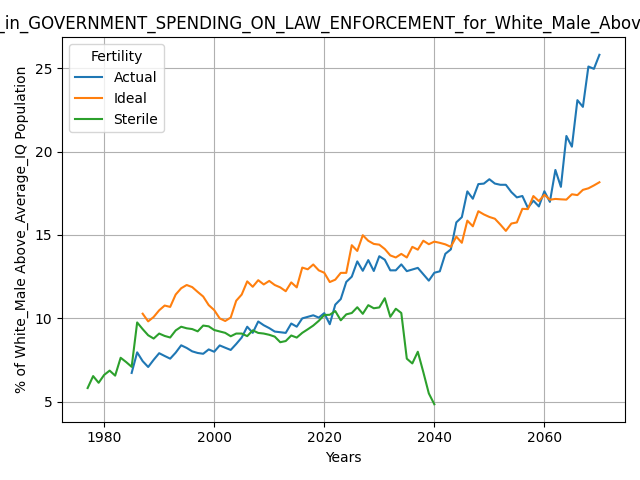 _in_GOVERNMENT_SPENDING_ON_LAW_ENFORCEMENT_for_White_Male_Abov
Fertility
Actual
Ideal
Sterile
% of White_Male Above_Average_IQ Population
25
20
15
10
5
1980 2000 2020 2040 2060
Years